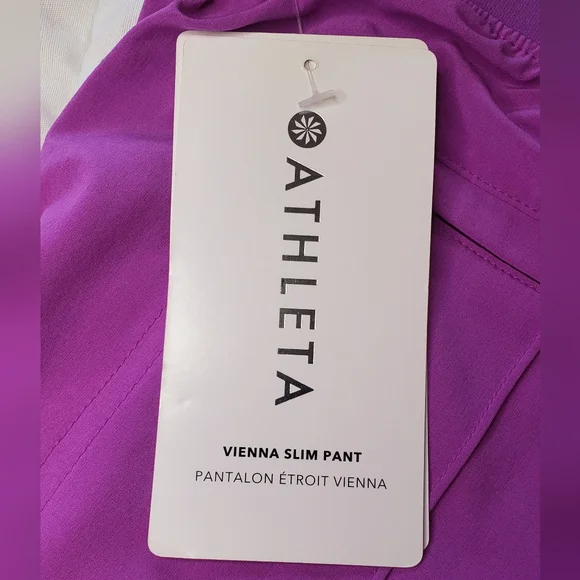 ATHLETA
VIENNA SLIM PANT
PANTALON ÉTROIT VIENNA